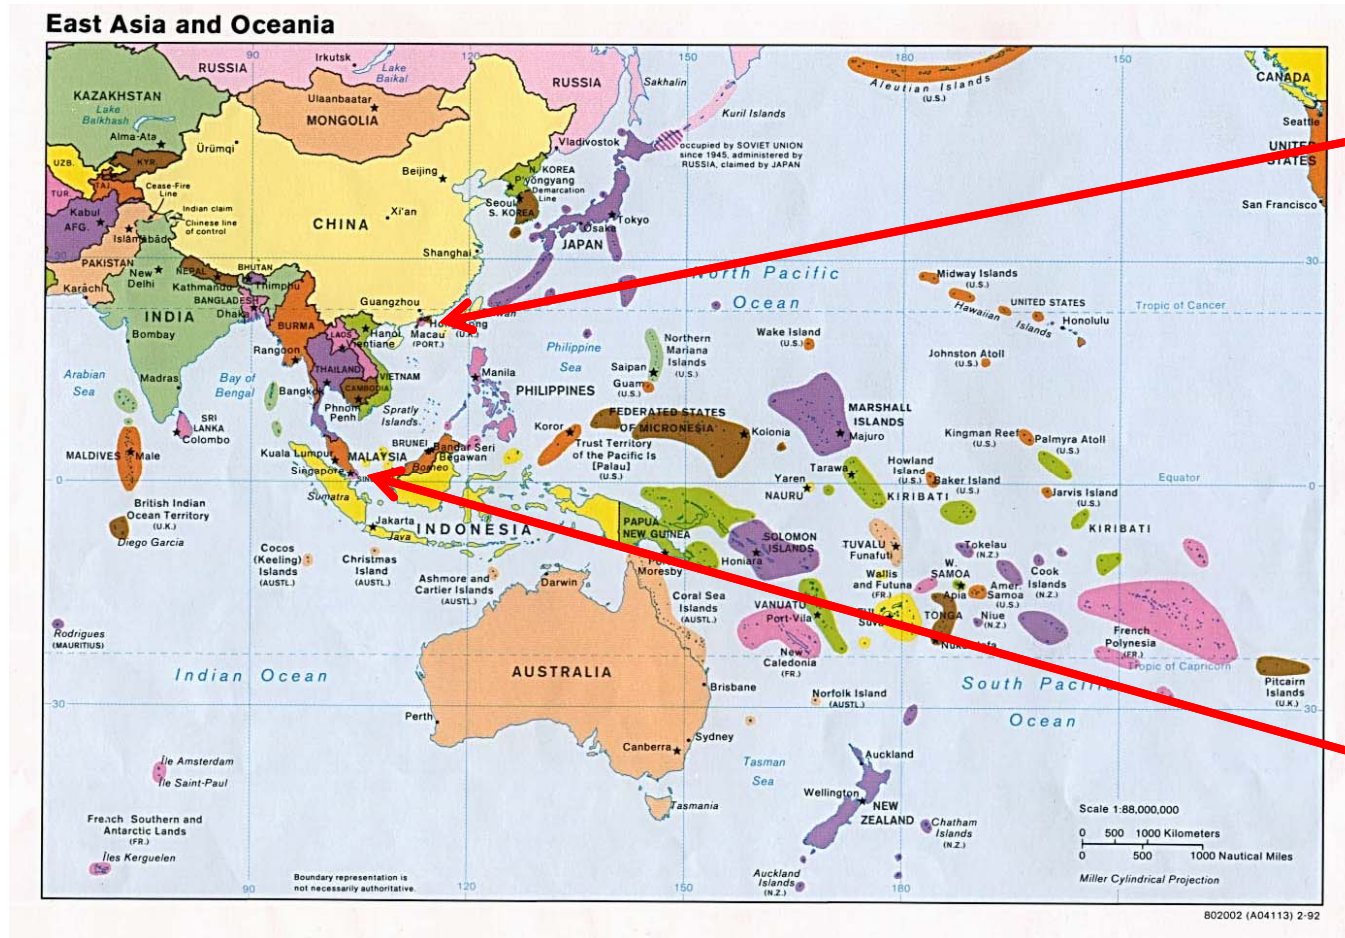 East Asia and Oceania
90
120
150
180
150
RUSSIA
Irkutsk
Lake
Baikal
RUSSIA
Sakhalin
Aleutian Islands
(U.S.)
CANADA
KAZAKHSTAN
Lake
Balkhash
Alma-Ata
Ulaanbaatar
MONGOLIA
Kuril Islands
Seattle
UNITED
STATES
San Francisco
Ürümqi
Vladivostok
occupied by SOVIET UNION
since 1945, administered by
RUSSIA, claimed by JAPAN
UZB.
KYR.
TAJ.
TUR.
Cease-Fire
Line
Indian claim
Chinese line
of control
Kabul
AFG.
Islāmābād
PAKISTAN
Karāchi
Beijing
N. KOREA
P'yŏngyang
Demarcation
Line
Seoul
S. KOREA
Xi'an
CHINA
Tokyo
Ōsaka
JAPAN
Shanghai
30
30
North Pacific
Ocean
New
Delhi
NEPAL
Kathmandu
BHUTAN
Thimphu
BANGLADESH
Dhaka
INDIA
Bombay
BURMA
Rangoon
Guangzhou
Macau
(PORT.)
(U.K.)
Hanoi
LAOS
Vientiane
THAILAND
Bangkok
VIETNAM
CAMBODIA
Phnom
Penh
Midway Islands
(U.S.)
UNITED STATES
Hawaiian Islands
Honolulu
Tropic of Cancer
Philippine
Sea
Northern
Mariana
Islands
(U.S.)
Saipan
Guam
(U.S.)
Wake Island
(U.S.)
Johnston Atoll
(U.S.)
Arabian
Sea
Madras
Bay of
Bengal
Spratly
Islands
Manila
PHILIPPINES
SRI
LANKA
Colombo
MALDIVES
Male
FEDERATED STATES
OF MICRONESIA
Kolonia
Koror
Trust Territory
of the Pacific Is
[Palau]
(U.S.)
MARSHALL
ISLANDS
Majuro
Kingman Reef
(U.S.)
Palmyra Atoll
(U.S.)
BRUNEI
Bandar Seri
Begawan
Kuala Lumpur
MALAYSIA
Borneo
Singapore
Sumatra
0
0
Tarawa
Yaren
NAURU
Howland
Island
(U.S.)
Baker Island
(U.S.)
KIRIBATI
Jarvis Island
(U.S.)
Equator
KIRIBATI
British Indian
Ocean Territory
(U.K.)
Diego Garcia
Jakarta
Java
INDONESIA
PAPUA
NEW GUINEA
Port
Moresby
SOLOMON
ISLANDS
Honiara
TUVALU
Funafuti
Tokelau
(N.Z.)
Cocos
(Keeling)
Islands
(AUSTL.)
Christmas
Island
(AUSTL.)
Ashmore and
Cartier Islands
(AUSTL.)
Darwin
Coral Sea
Islands
(AUSTL.)
Wallis
and Futuna
(FR.)
W.
SAMOA
Apia
Amer.
Samoa
(U.S.)
Cook
Islands
(N.Z.)
VANUATU
Port-Vila
Suva
TONGA
Niue
(N.Z.)
Rodrigues
(MAURITIUS)
New
Caledonia
(FR.)
French
Polynesia
(FR.)
Tropic of Capricorn
Pitcairn
Islands
(U.K.)
Indian Ocean
AUSTRALIA
Brisbane
Norfolk Island
(AUSTL.)
South Pacific
Ocean
30
30
Perth
Sydney
Canberra
Tasman
Sea
Auckland
Wellington
NEW
ZEALAND
Tasmania
Île Amsterdam
Île Saint-Paul
French Southern and
Antarctic Lands
(FR.)
Îles Kerguelen
Chatham
Islands
(N.Z.)
Auckland
Islands
(N.Z.)
Scale 1:88,000,000
0 500 1000 Kilometers
0 500 1000 Nautical Miles
Miller Cylindrical Projection
Boundary representation is
not necessarily authoritative.
90
120
150
180
802002 (A04113) 2-92